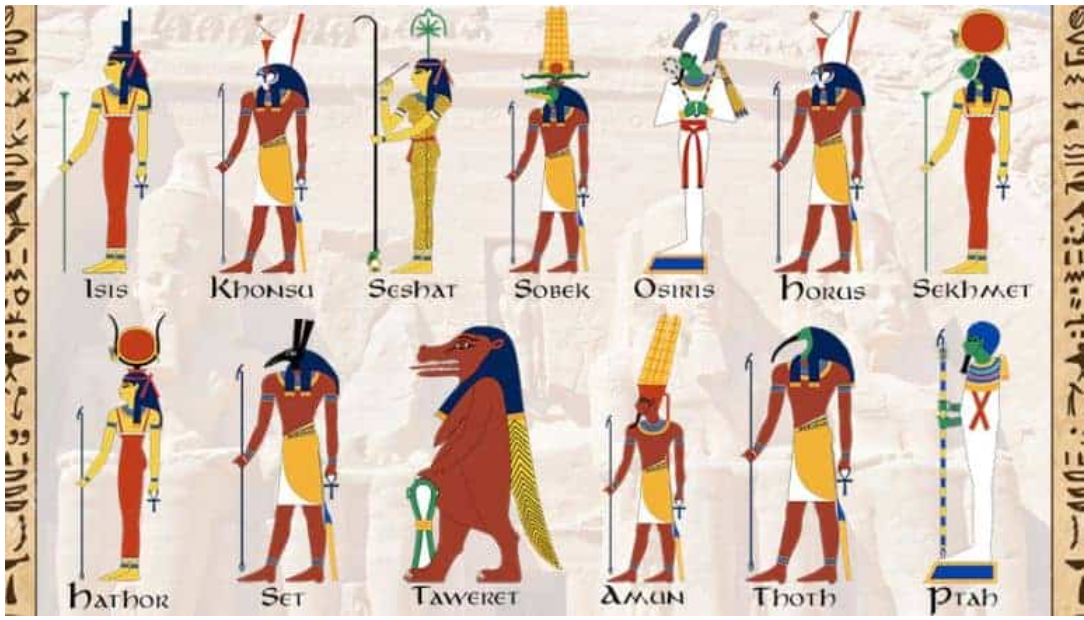 Isis Khonsu Seshat Sobek Osiris Horus Sekhmet
Hathor Set Taweret Amun Thoth Ptah